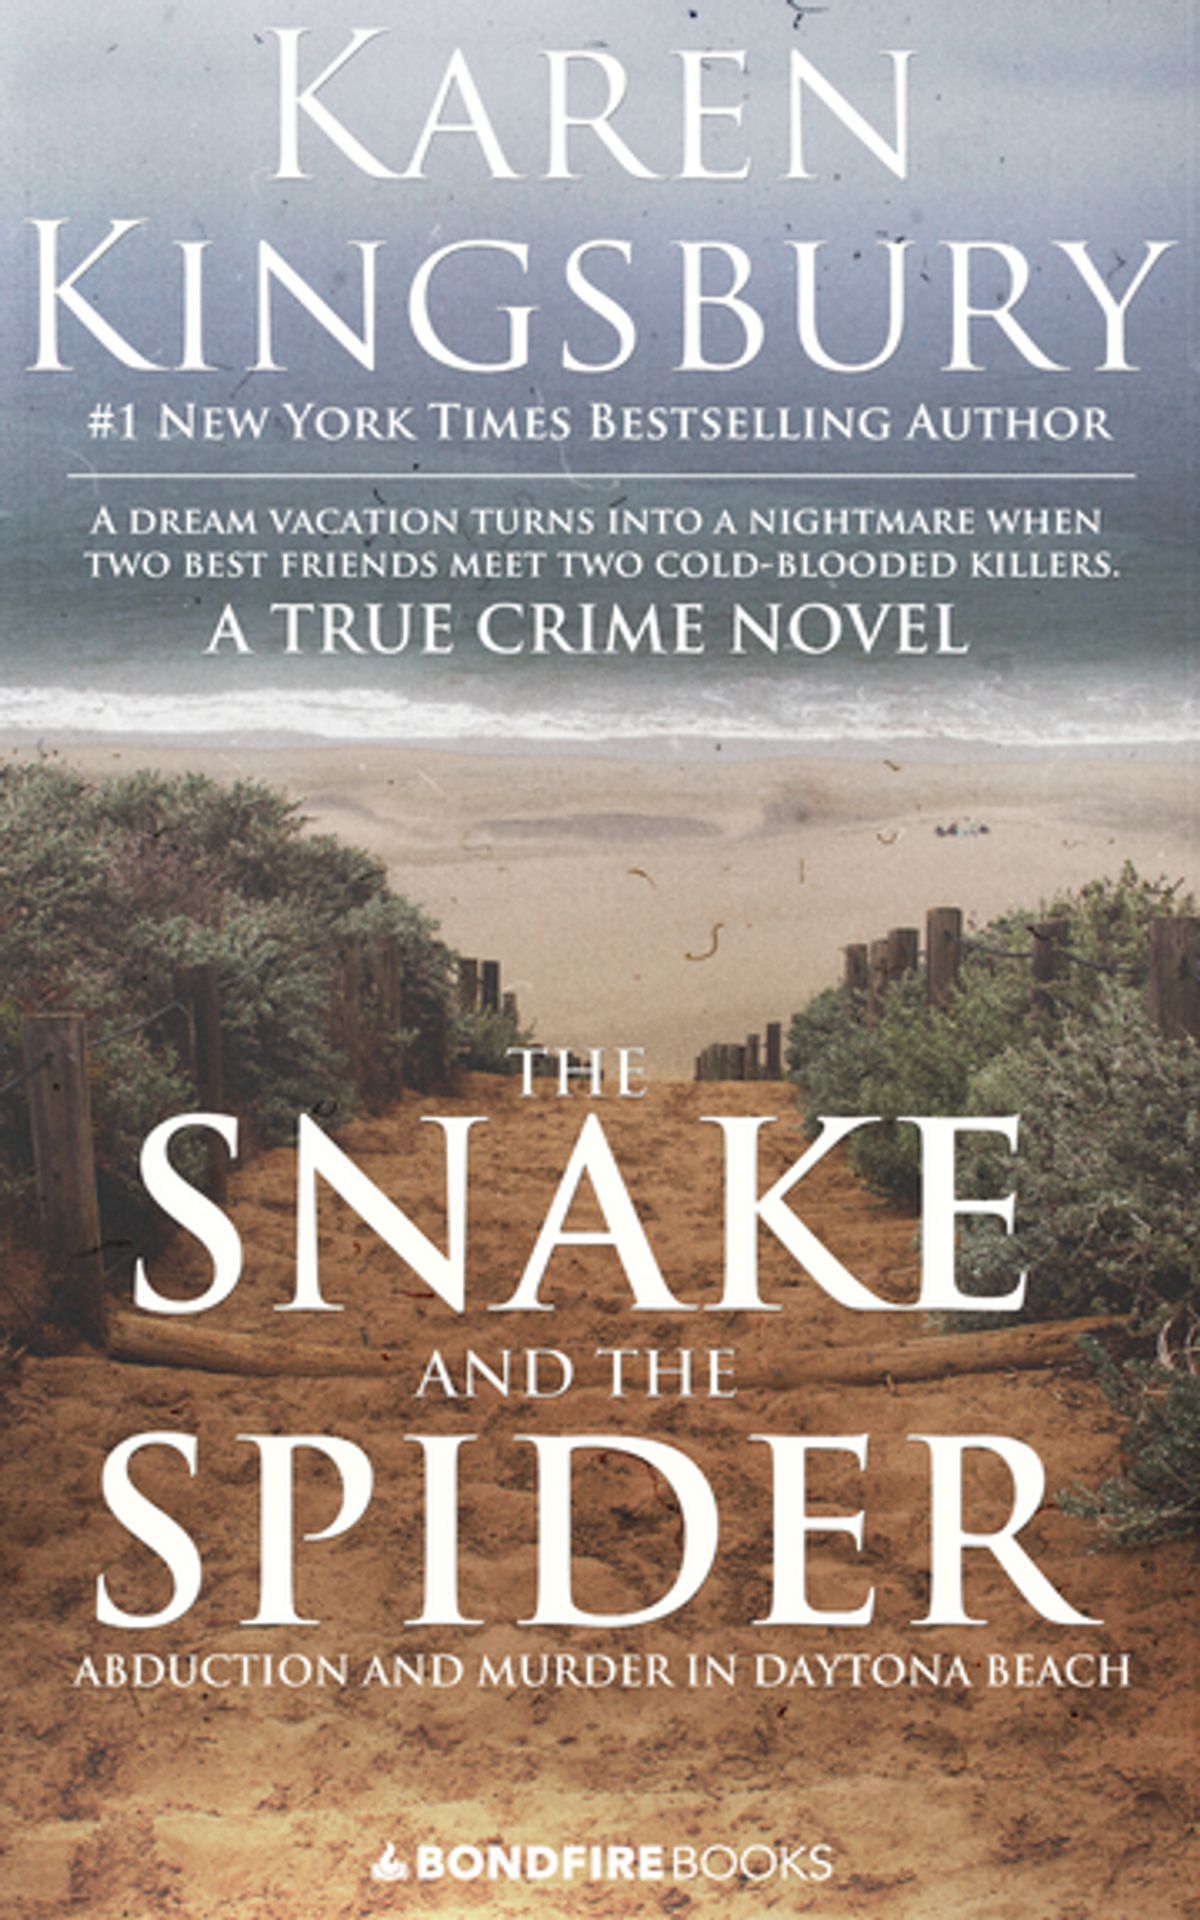 KAREN
KINGSBURY
#1 NEW YORK TIMES BESTSELLING AUTHOR
A DREAM VACATION TURNS INTO A NIGHTMARE WHEN
TWO BEST FRIENDS MEET TWO COLD-BLOODED KILLERS.
A TRUE CRIME NOVEL
THE
SNAKE
AND THE
SPIDER
ABDUCTION AND MURDER IN DAYTONA BEACH
BONDFIREBOOKS